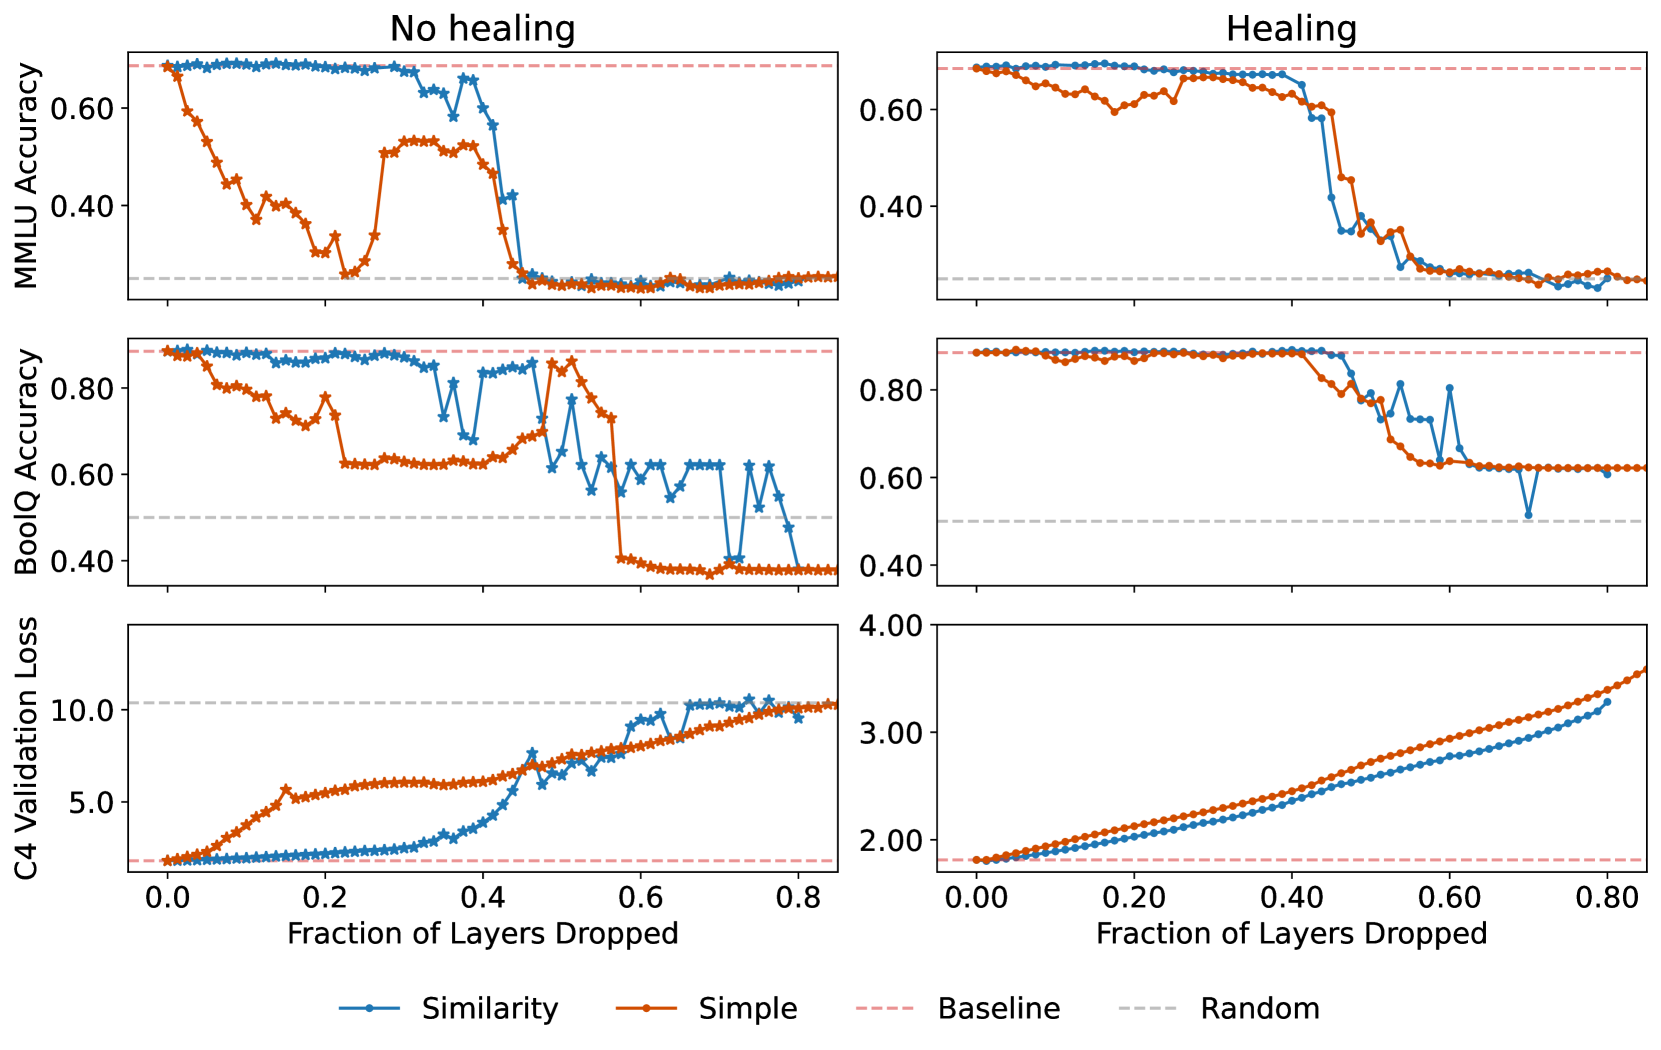 No healing
Healing
MMLU Accuracy
0.60
0.40
0.60
0.40
BoolQ Accuracy
0.80
0.60
0.40
0.80
0.60
0.40
C4 Validation Loss
10.0
5.0
4.00
3.00
2.00
0.0 0.2 0.4 0.6 0.8
0.00 0.20 0.40 0.60 0.80
Fraction of Layers Dropped
Fraction of Layers Dropped
Similarity Simple Baseline Random